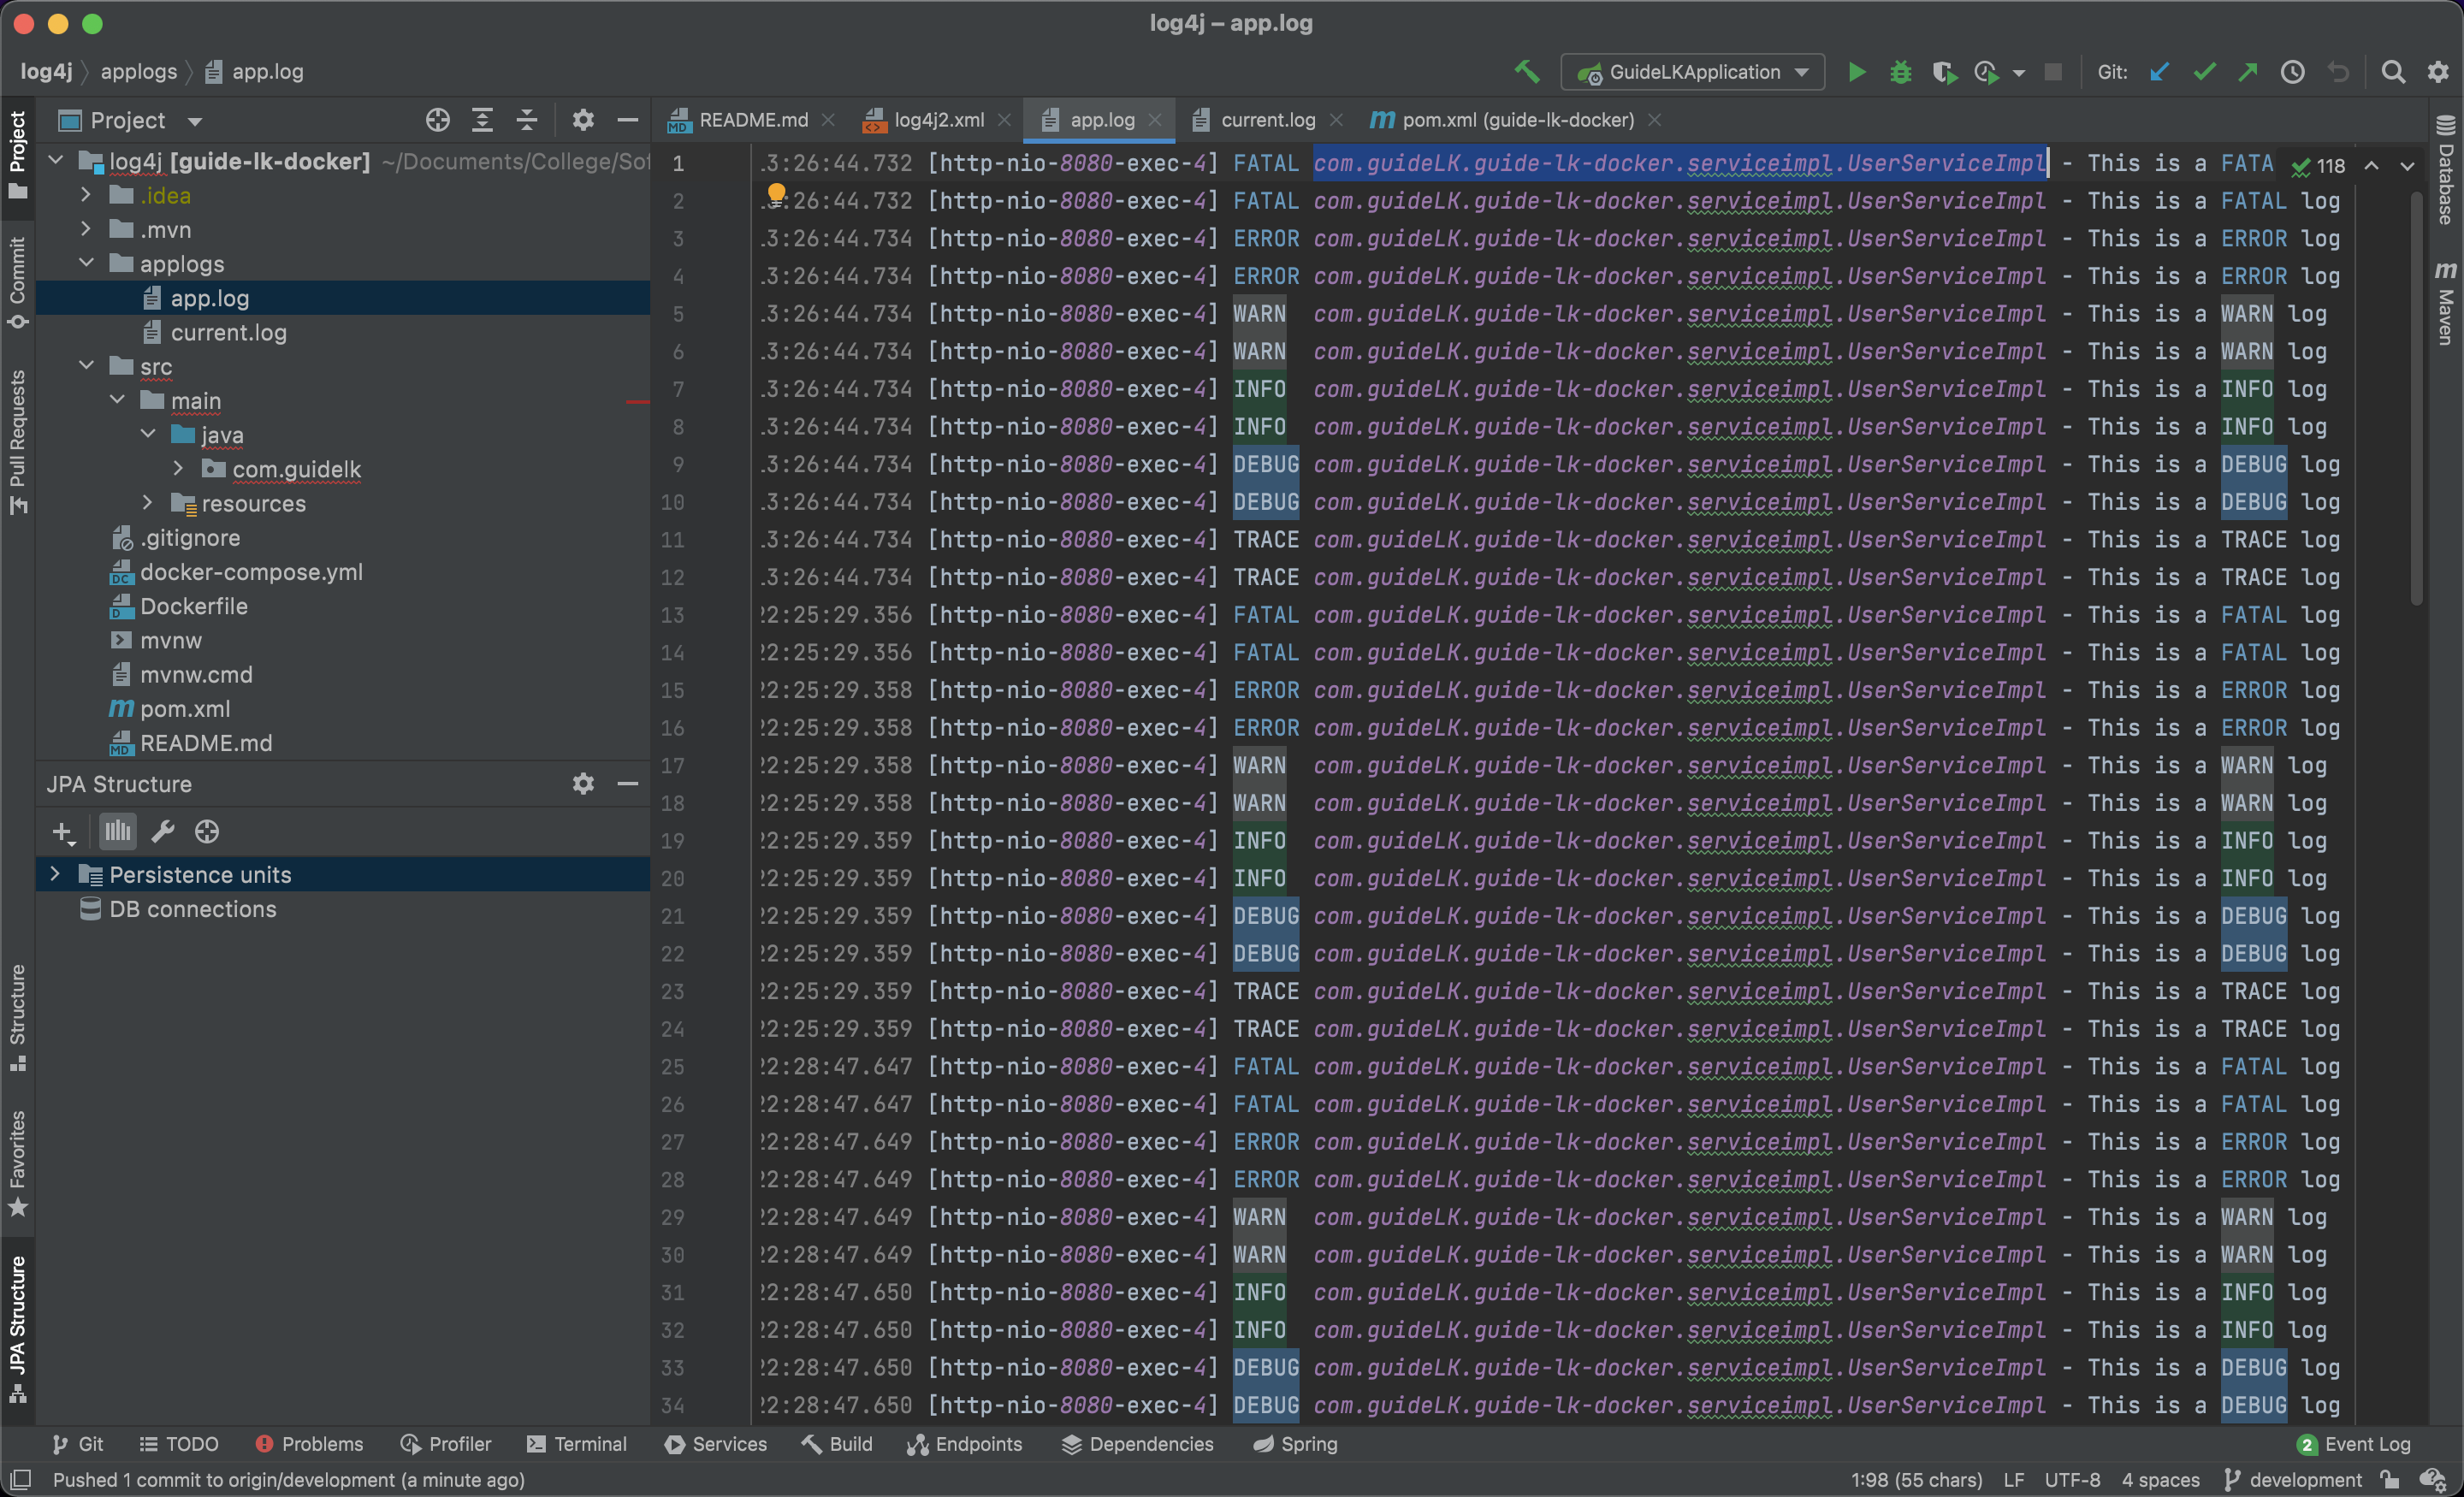 log4j – app.log
log4j applogs app.log
GuideLKApplication Git:
Project
README.md log4j2.xml app.log current.log pom.xml (guide-lk-docker)
log4j [guide-lk-docker] ~/Documents/College/Sof
.idea
.mvn
applogs
app.log
current.log
src
main
java
com.guidelk
resources
.gitignore
docker-compose.yml
Dockerfile
mvnw
mvnw.cmd
pom.xml
README.md
JPA Structure
Persistence units
DB connections
Project
Commit
Pull Requests
Structure
Favorites
JPA Structure
1 3:26:44.732 [http-nio-8080-exec-4] FATAL com.guideLK.guide-lk-docker.serviceimpl.UserServiceImpl - This is a FATA 118
2 3:26:44.732 [http-nio-8080-exec-4] FATAL com.guideLK.guide-lk-docker.serviceimpl.UserServiceImpl - This is a FATAL log
3 3:26:44.734 [http-nio-8080-exec-4] ERROR com.guideLK.guide-lk-docker.serviceimpl.UserServiceImpl - This is a ERROR log
4 3:26:44.734 [http-nio-8080-exec-4] ERROR com.guideLK.guide-lk-docker.serviceimpl.UserServiceImpl - This is a ERROR log
5 3:26:44.734 [http-nio-8080-exec-4] WARN com.guideLK.guide-lk-docker.serviceimpl.UserServiceImpl - This is a WARN log
6 3:26:44.734 [http-nio-8080-exec-4] WARN com.guideLK.guide-lk-docker.serviceimpl.UserServiceImpl - This is a WARN log
7 3:26:44.734 [http-nio-8080-exec-4] INFO com.guideLK.guide-lk-docker.serviceimpl.UserServiceImpl - This is a INFO log
8 3:26:44.734 [http-nio-8080-exec-4] INFO com.guideLK.guide-lk-docker.serviceimpl.UserServiceImpl - This is a INFO log
9 3:26:44.734 [http-nio-8080-exec-4] DEBUG com.guideLK.guide-lk-docker.serviceimpl.UserServiceImpl - This is a DEBUG log
10 3:26:44.734 [http-nio-8080-exec-4] DEBUG com.guideLK.guide-lk-docker.serviceimpl.UserServiceImpl - This is a DEBUG log
11 3:26:44.734 [http-nio-8080-exec-4] TRACE com.guideLK.guide-lk-docker.serviceimpl.UserServiceImpl - This is a TRACE log
12 3:26:44.734 [http-nio-8080-exec-4] TRACE com.guideLK.guide-lk-docker.serviceimpl.UserServiceImpl - This is a TRACE log
13 22:25:29.356 [http-nio-8080-exec-4] FATAL com.guideLK.guide-lk-docker.serviceimpl.UserServiceImpl - This is a FATAL log
14 22:25:29.356 [http-nio-8080-exec-4] FATAL com.guideLK.guide-lk-docker.serviceimpl.UserServiceImpl - This is a FATAL log
15 22:25:29.358 [http-nio-8080-exec-4] ERROR com.guideLK.guide-lk-docker.serviceimpl.UserServiceImpl - This is a ERROR log
16 22:25:29.358 [http-nio-8080-exec-4] ERROR com.guideLK.guide-lk-docker.serviceimpl.UserServiceImpl - This is a ERROR log
17 22:25:29.358 [http-nio-8080-exec-4] WARN com.guideLK.guide-lk-docker.serviceimpl.UserServiceImpl - This is a WARN log
18 22:25:29.358 [http-nio-8080-exec-4] WARN com.guideLK.guide-lk-docker.serviceimpl.UserServiceImpl - This is a WARN log
19 22:25:29.359 [http-nio-8080-exec-4] INFO com.guideLK.guide-lk-docker.serviceimpl.UserServiceImpl - This is a INFO log
20 22:25:29.359 [http-nio-8080-exec-4] INFO com.guideLK.guide-lk-docker.serviceimpl.UserServiceImpl - This is a INFO log
21 22:25:29.359 [http-nio-8080-exec-4] DEBUG com.guideLK.guide-lk-docker.serviceimpl.UserServiceImpl - This is a DEBUG log
22 22:25:29.359 [http-nio-8080-exec-4] DEBUG com.guideLK.guide-lk-docker.serviceimpl.UserServiceImpl - This is a DEBUG log
23 22:25:29.359 [http-nio-8080-exec-4] TRACE com.guideLK.guide-lk-docker.serviceimpl.UserServiceImpl - This is a TRACE log
24 22:25:29.359 [http-nio-8080-exec-4] TRACE com.guideLK.guide-lk-docker.serviceimpl.UserServiceImpl - This is a TRACE log
25 22:28:47.647 [http-nio-8080-exec-4] FATAL com.guideLK.guide-lk-docker.serviceimpl.UserServiceImpl - This is a FATAL log
26 22:28:47.647 [http-nio-8080-exec-4] FATAL com.guideLK.guide-lk-docker.serviceimpl.UserServiceImpl - This is a FATAL log
27 22:28:47.649 [http-nio-8080-exec-4] ERROR com.guideLK.guide-lk-docker.serviceimpl.UserServiceImpl - This is a ERROR log
28 22:28:47.649 [http-nio-8080-exec-4] ERROR com.guideLK.guide-lk-docker.serviceimpl.UserServiceImpl - This is a ERROR log
29 22:28:47.649 [http-nio-8080-exec-4] WARN com.guideLK.guide-lk-docker.serviceimpl.UserServiceImpl - This is a WARN log
30 22:28:47.649 [http-nio-8080-exec-4] WARN com.guideLK.guide-lk-docker.serviceimpl.UserServiceImpl - This is a WARN log
31 22:28:47.650 [http-nio-8080-exec-4] INFO com.guideLK.guide-lk-docker.serviceimpl.UserServiceImpl - This is a INFO log
32 22:28:47.650 [http-nio-8080-exec-4] INFO com.guideLK.guide-lk-docker.serviceimpl.UserServiceImpl - This is a INFO log
33 22:28:47.650 [http-nio-8080-exec-4] DEBUG com.guideLK.guide-lk-docker.serviceimpl.UserServiceImpl - This is a DEBUG log
34 22:28:47.650 [http-nio-8080-exec-4] DEBUG com.guideLK.guide-lk-docker.serviceimpl.UserServiceImpl - This is a DEBUG log
Database
Maven
Git TODO Problems Profiler Terminal Services Build Endpoints Dependencies Spring 2 Event Log
Pushed 1 commit to origin/development (a minute ago) 1:98 (55 chars) LF UTF-8 4 spaces development